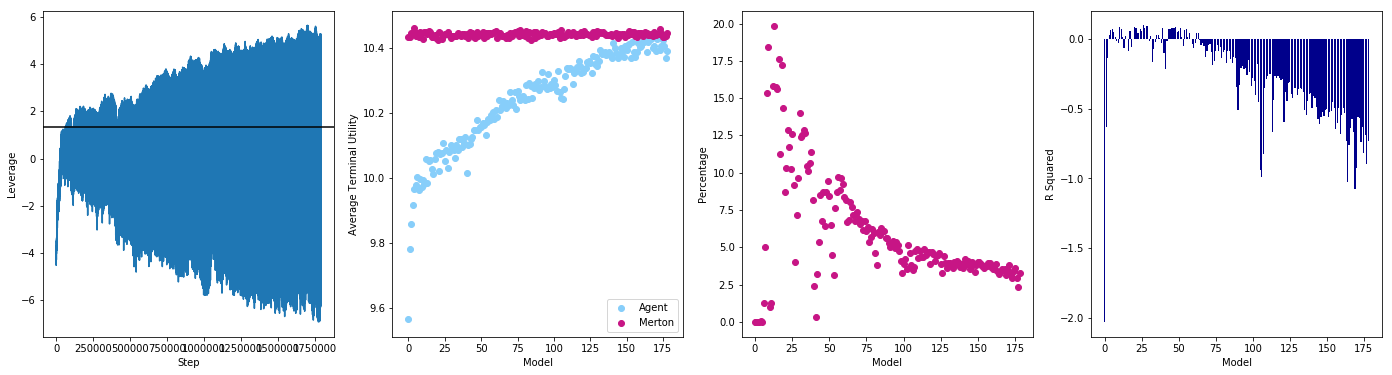 6
4
2
0
−2
−4
−6
Leverage
0 250000 500000 750000 1000000 1250000 1500000 1750000
Step
10.4
10.2
10.0
9.8
9.6
Average Terminal Utility
Agent
Merton
0 25 50 75 100 125 150 175
Model
20.0
17.5
15.0
12.5
10.0
7.5
5.0
2.5
0.0
Percentage
0 25 50 75 100 125 150 175
Model
0.0
−0.5
−1.0
−1.5
−2.0
R Squared
0 25 50 75 100 125 150 175
Model